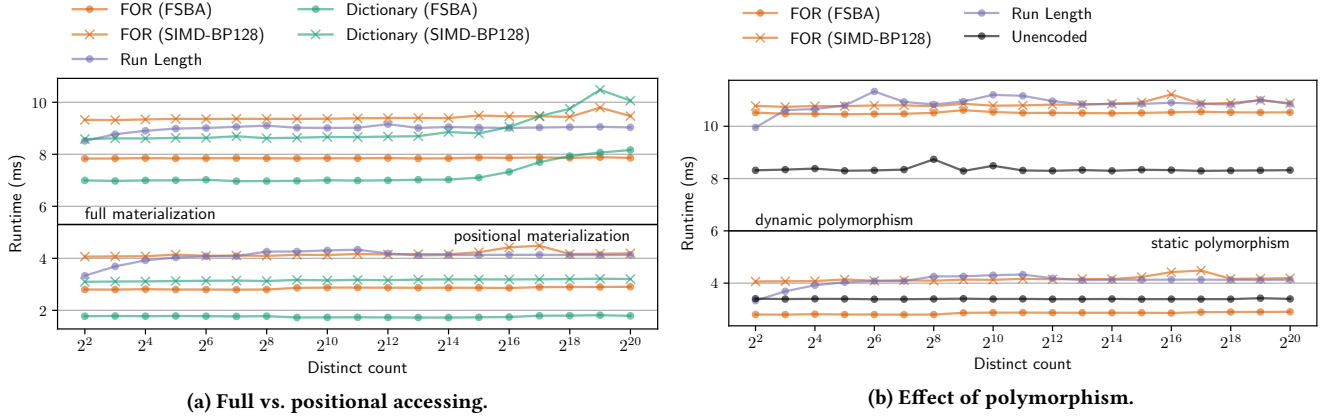 FOR (FSBA)
FOR (SIMD-BP128)
Run Length
Dictionary (FSBA)
Dictionary (SIMD-BP128)
Runtime (ms)
10
8
6
4
2
full materialization
positional materialization
2^2 2^4 2^6 2^8 2^10 2^12 2^14 2^16 2^18 2^20
Distinct count
(a) Full vs. positional accessing.
FOR (FSBA)
FOR (SIMD-BP128)
Run Length
Unencoded
Runtime (ms)
10
8
6
4
dynamic polymorphism
static polymorphism
2^2 2^4 2^6 2^8 2^10 2^12 2^14 2^16 2^18 2^20
Distinct count
(b) Effect of polymorphism.